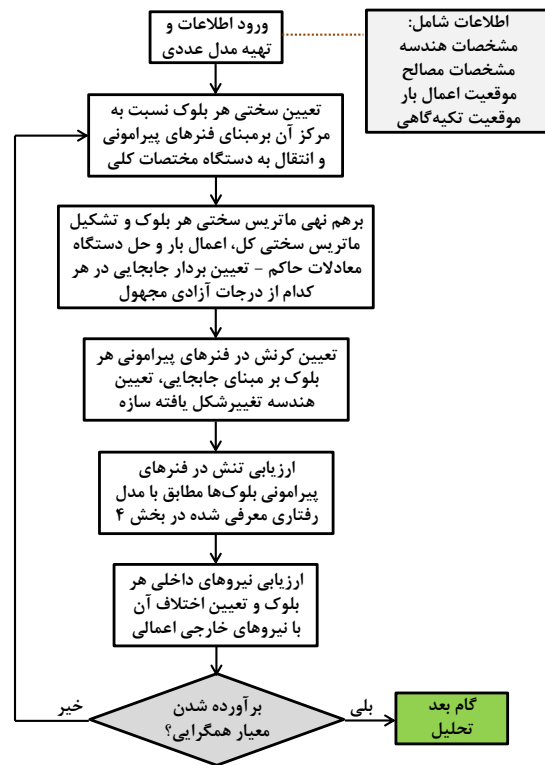 ورود اطلاعات و
تهیه مدل عددی
اطلاعات شامل:
مشخصات هندسه
مشخصات مصالح
موقعیت اعمال بار
موقعیت تکیه‌گاهی
تعیین سختی هر بلوک نسبت به
مرکز آن برمبنای فنرهای پیرامونی
و انتقال به دستگاه مختصات کلی
برهم نهی ماتریس سختی هر بلوک و تشکیل
ماتریس سختی کل، اعمال بار و حل دستگاه
معادلات حاکم – تعیین بردار جابجایی در هر
کدام از درجات آزادی مجهول
تعیین کرنش در فنرهای پیرامونی هر
بلوک بر مبنای جابجایی، تعیین
هندسه تغییرشکل یافته سازه
ارزیابی تنش در فنرهای
پیرامونی بلوک‌ها مطابق با مدل
رفتاری معرفی شده در بخش ۴
ارزیابی نیروهای داخلی هر
بلوک و تعیین اختلاف آن
با نیروهای خارجی اعمالی
برآورده شدن
معیار همگرایی؟
خیر
بلی
گام بعد
تحلیل